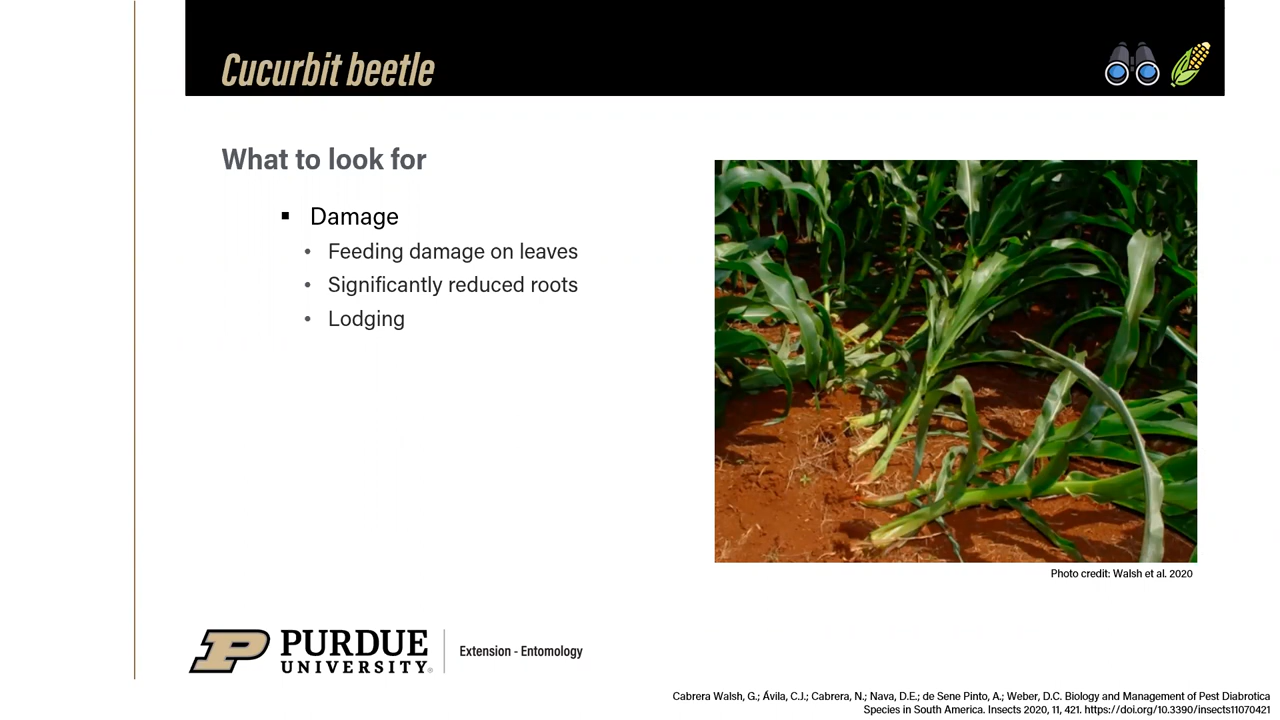 Cucurbit beetle
What to look for
Damage
Feeding damage on leaves
Significantly reduced roots
Lodging
Photo credit: Walsh et al. 2020
P PURDUE
UNIVERSITY®
Extension - Entomology
Cabrera Walsh, G.; Ávila, C.J.; Cabrera, N.; Nava, D.E.; de Sene Pinto, A.; Weber, D.C. Biology and Management of Pest Diabrotica
Species in South America. Insects 2020, 11, 421. https://doi.org/10.3390/insects11070421